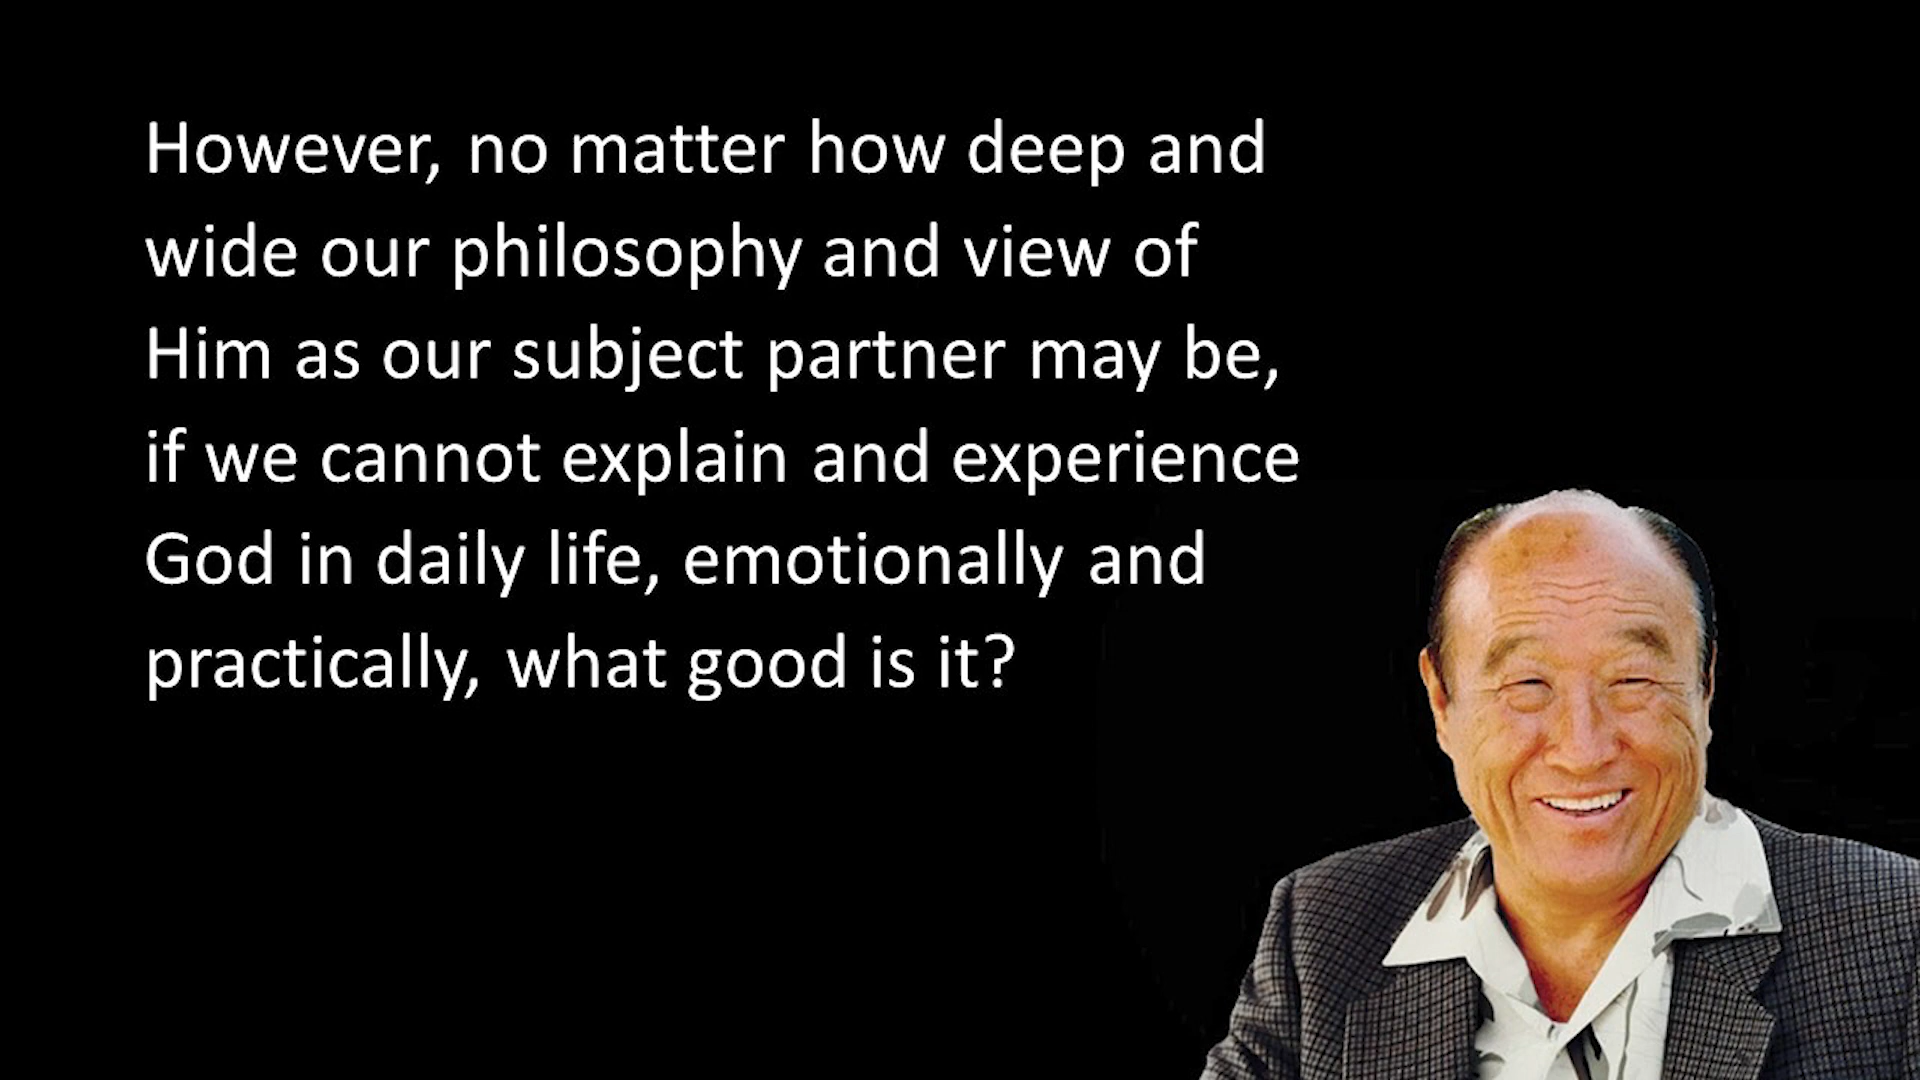 However, no matter how deep and
wide our philosophy and view of
Him as our subject partner may be,
if we cannot explain and experience
God in daily life, emotionally and
practically, what good is it?